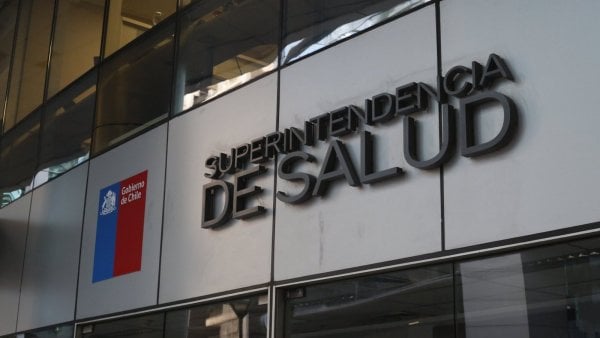 SUPERINTENDENCIA
DE SALUD
Gobierno
de Chile